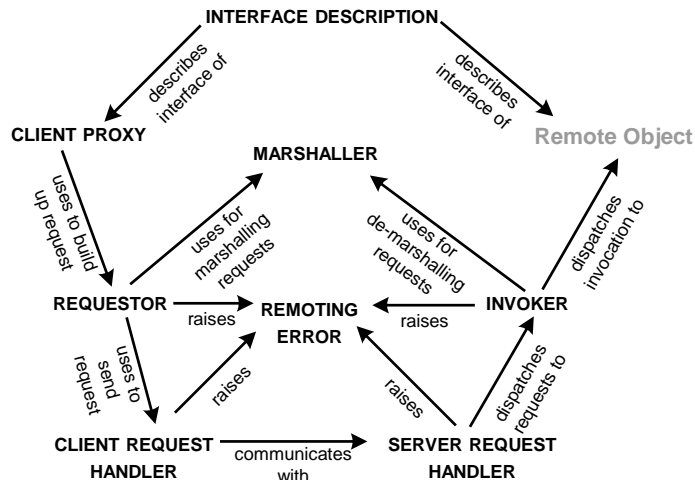 INTERFACE DESCRIPTION
describes
interface of
describes
interface of
CLIENT PROXY
Remote Object
MARSHALLER
uses to build
up request
uses for
marshalling
requests
uses for
de-marshalling
requests
dispatches
invocation to
REQUESTOR
raises
REMOTING
ERROR
raises
INVOKER
uses to
send
request
raises
raises
dispatches
requests to
CLIENT REQUEST
HANDLER
communicates
with
SERVER REQUEST
HANDLER